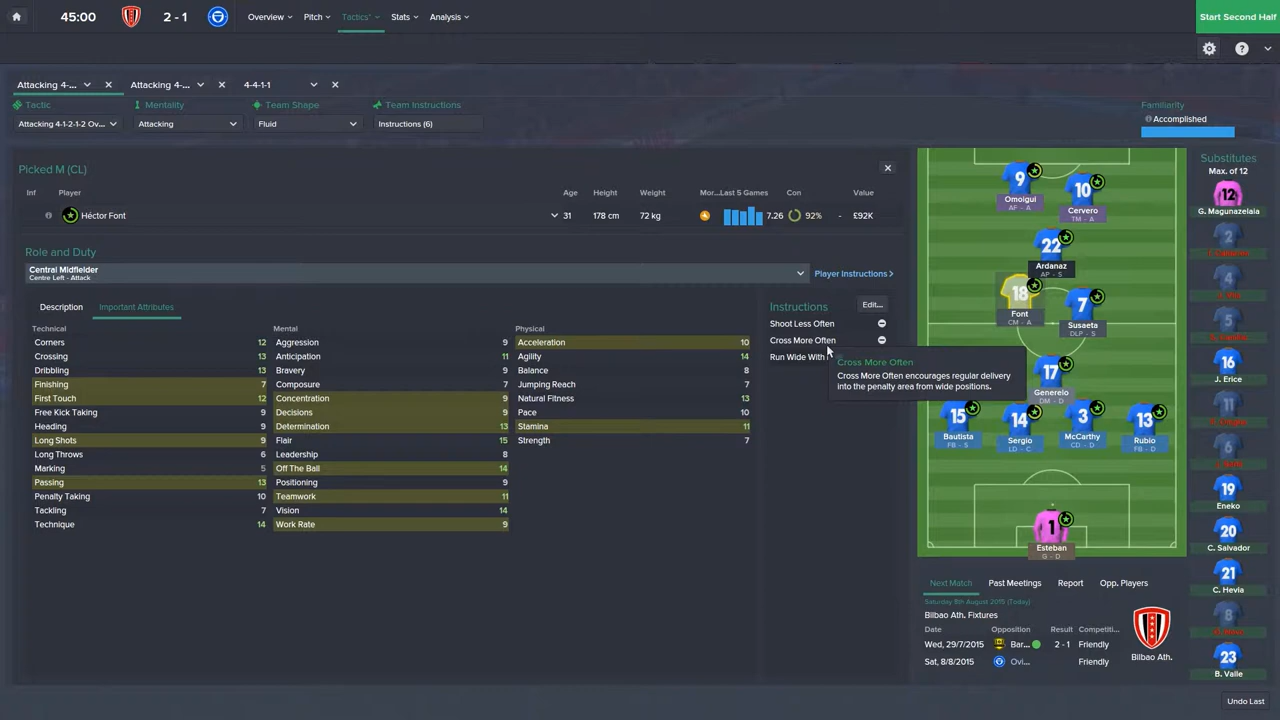 45:00
2 - 1
Overview
Pitch
Tactics*
Stats
Analysis
Start Second Half
Attacking 4-...
Attacking 4-...
4-4-1-1
Tactic
Mentality
Team Shape
Team Instructions
Familiarity
Attacking 4-1-2-1-2 Ov...
Attacking
Fluid
Instructions (6)
Accomplished
Picked M (CL)
Inf
Player
Age
Height
Weight
Mor...
Last 5 Games
Con
Value
Héctor Font
31
178 cm
72 kg
7.26
92%
-
£92K
Role and Duty
Central Midfielder
Centre Left - Attack
Player Instructions >
Description
Important Attributes
Instructions
Edit...
Technical
Corners 12
Crossing 13
Dribbling 13
Finishing 7
First Touch 12
Free Kick Taking 9
Heading 9
Long Shots 9
Long Throws 8
Marking 5
Passing 13
Penalty Taking 10
Tackling 7
Technique 14
Mental
Aggression 9
Anticipation 11
Bravery 9
Composure 7
Concentration 9
Decisions 9
Determination 13
Flair 15
Leadership 8
Off The Ball 14
Positioning 9
Teamwork 11
Vision 14
Work Rate 9
Physical
Acceleration 10
Agility 14
Balance 8
Jumping Reach 7
Natural Fitness 13
Pace 10
Stamina 11
Strength 7
Shoot Less Often
Cross More Often
Run Wide With
Cross More Often
Cross More Often encourages regular delivery
into the penalty area from wide positions.
9
Omoigui
AF - A
10
Cervero
TM - A
22
Ardanaz
AP - S
18
Font
CM - A
7
Susaeta
DLP - S
17
Generelo
DM - D
15
Bautista
FB - S
14
Sergio
LD - C
3
McCarthy
CD - D
13
Rubio
FB - D
1
Esteban
G - D
Substitutes
Max. of 12
12
G. Magunazelaia
2
4
5
16
J. Erice
11
6
19
Eneko
20
C. Salvador
21
C. Hevia
8
23
B. Valle
Next Match
Past Meetings
Report
Opp. Players
Saturday 8th August 2015 (Today)
Bilbao Ath. Fixtures
Date
Opposition
Result
Competiti...
Wed, 29/7/2015
Bar...
2 - 1
Friendly
Sat, 8/8/2015
Ovi...
Friendly
Bilbao Ath.
Undo Last